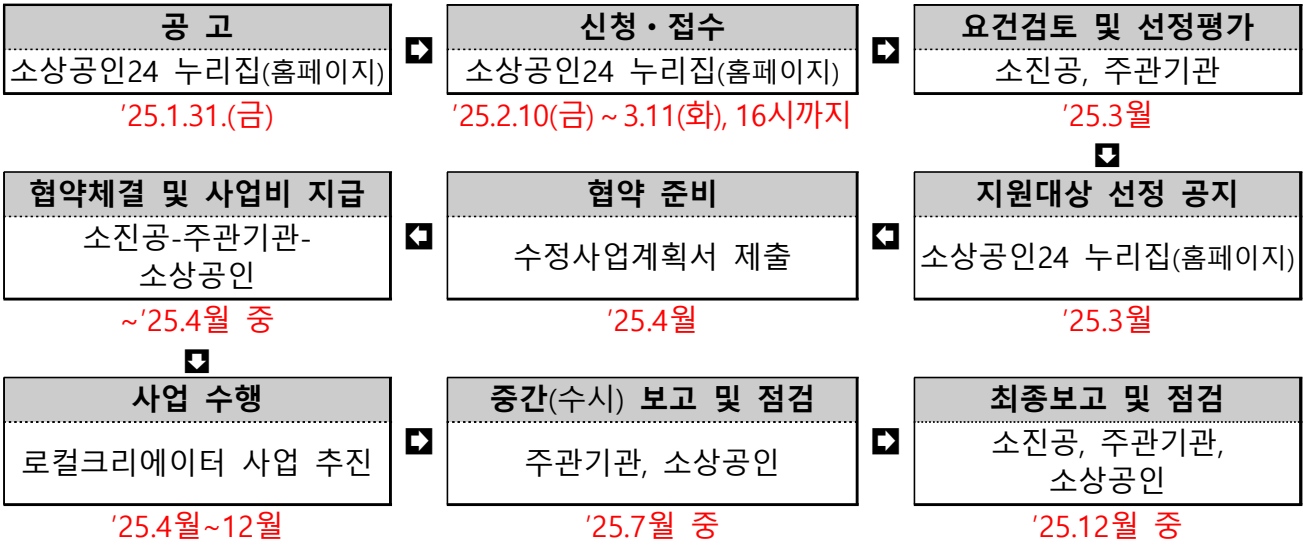 공 고
소상공인24 누리집(홈페이지)
'25.1.31.(금)
신청・접수
소상공인24 누리집(홈페이지)
'25.2.10(금) ~ 3.11(화), 16시까지
요건검토 및 선정평가
소진공, 주관기관
'25.3월
지원대상 선정 공지
소상공인24 누리집(홈페이지)
'25.3월
협약 준비
수정사업계획서 제출
'25.4월
협약체결 및 사업비 지급
소진공-주관기관-
소상공인
~'25.4월 중
사업 수행
로컬크리에이터 사업 추진
'25.4월~12월
중간(수시) 보고 및 점검
주관기관, 소상공인
'25.7월 중
최종보고 및 점검
소진공, 주관기관,
소상공인
'25.12월 중